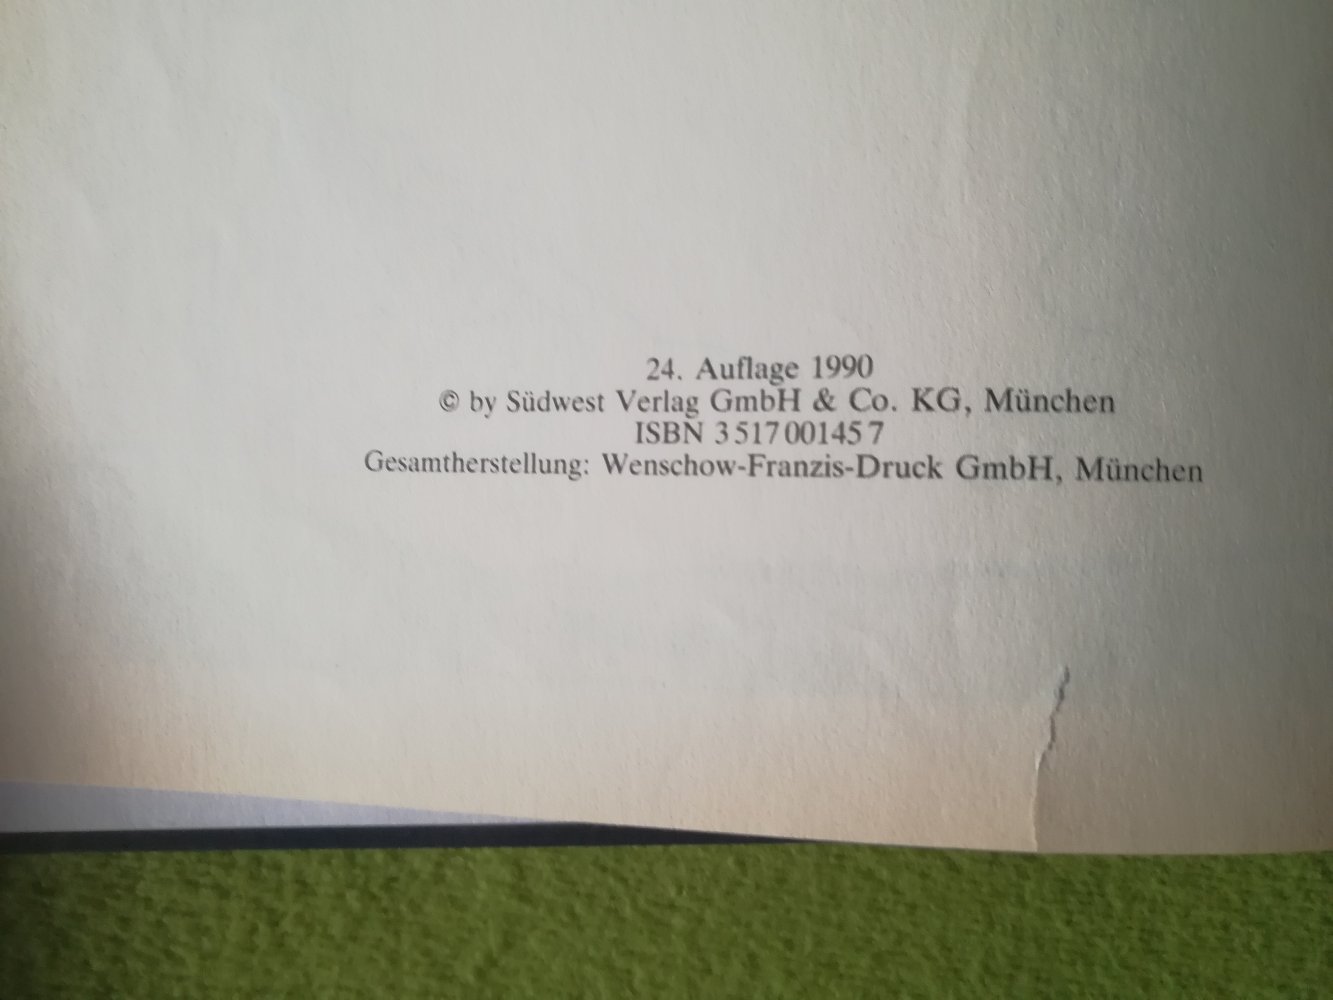 24. Auflage 1990
© by Südwest Verlag GmbH & Co. KG, München
ISBN 3 517 00145 7
Gesamtherstellung: Wenschow-Franzis-Druck GmbH, München